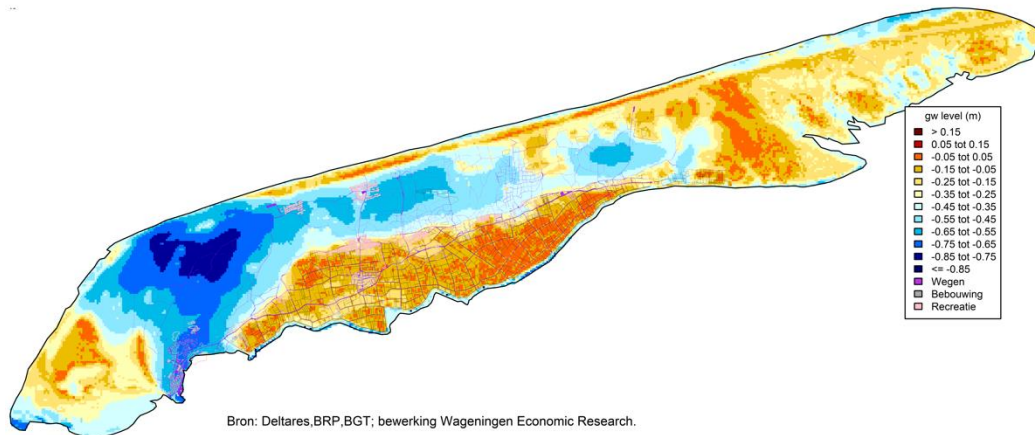 gw level (m)
> 0.15
0.05 tot 0.15
-0.05 tot 0.05
-0.15 tot -0.05
-0.25 tot -0.15
-0.35 tot -0.25
-0.45 tot -0.35
-0.55 tot -0.45
-0.65 tot -0.55
-0.75 tot -0.65
-0.85 tot -0.75
<= -0.85
Wegen
Bebouwing
Recreatie
Bron: Deltares,BRP,BGT; bewerking Wageningen Economic Research.